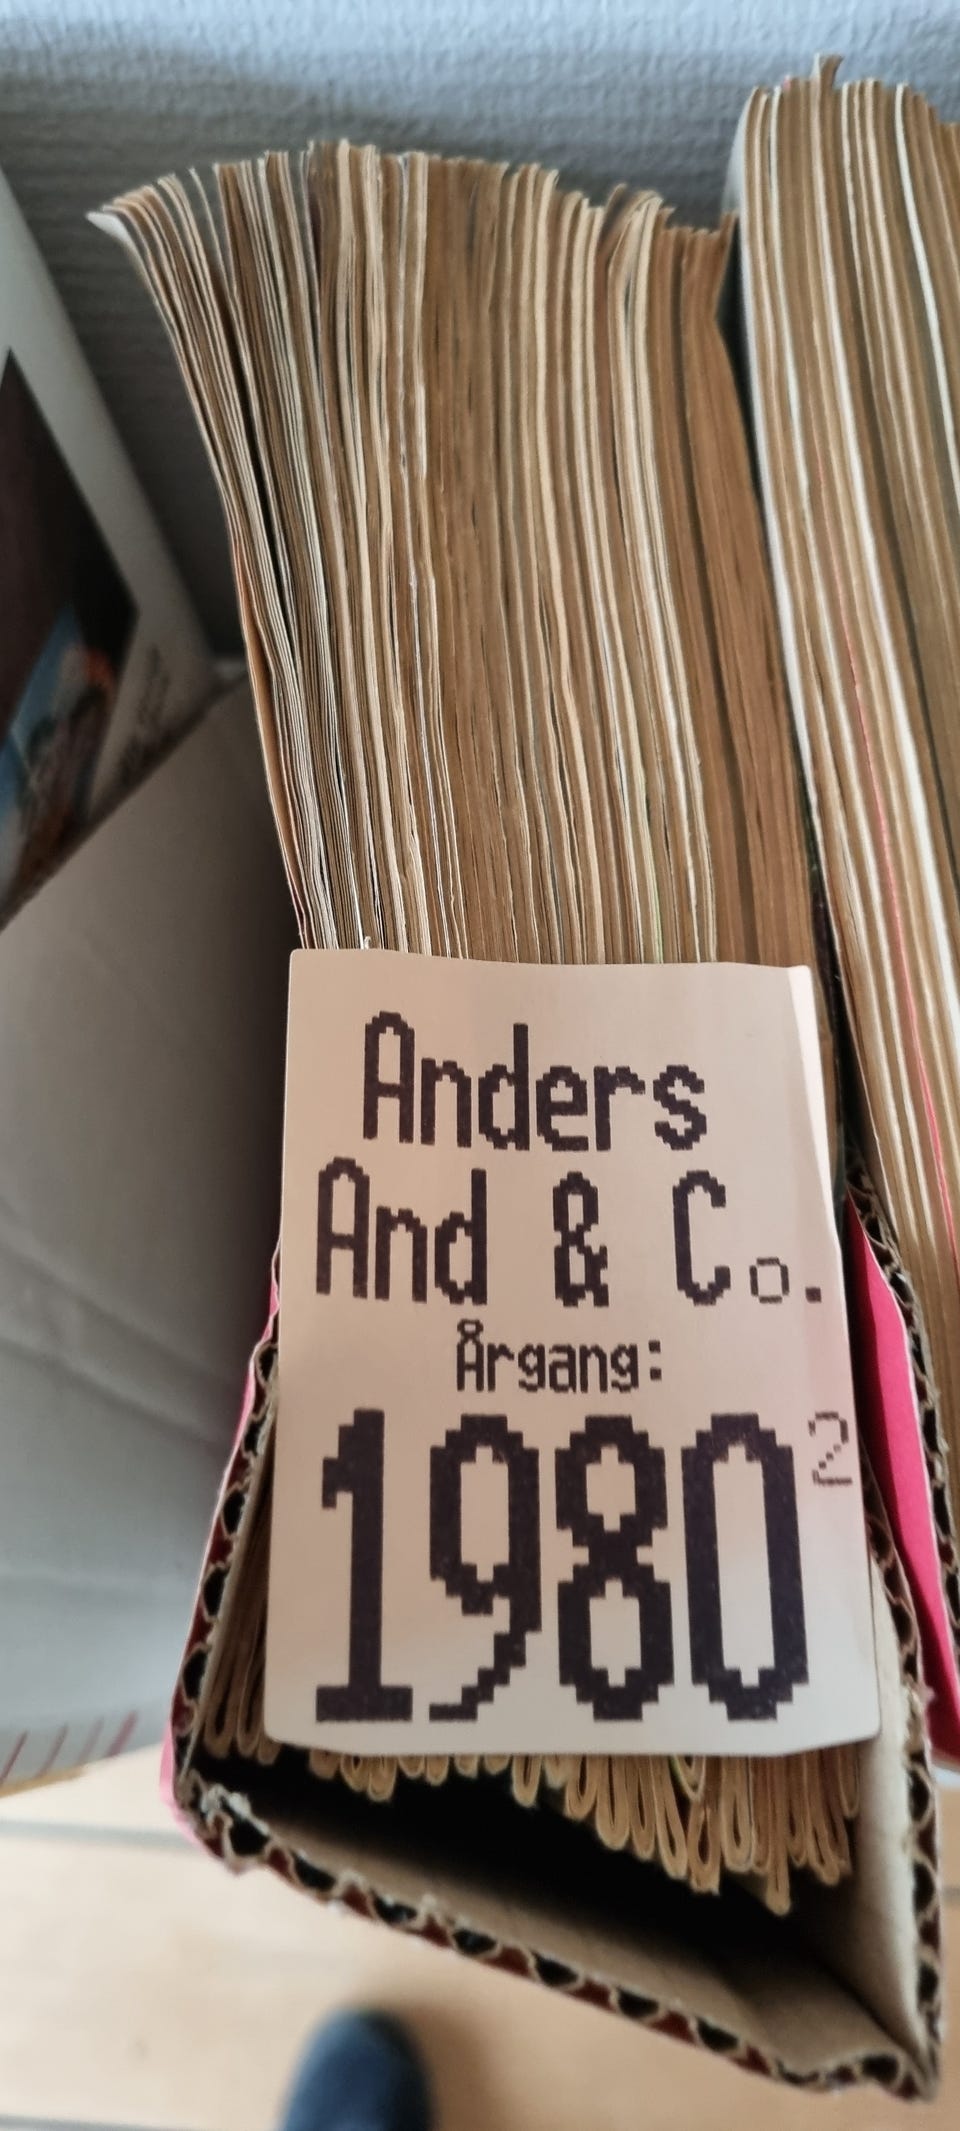 Anders
And & Co.
Årgang:
1980²